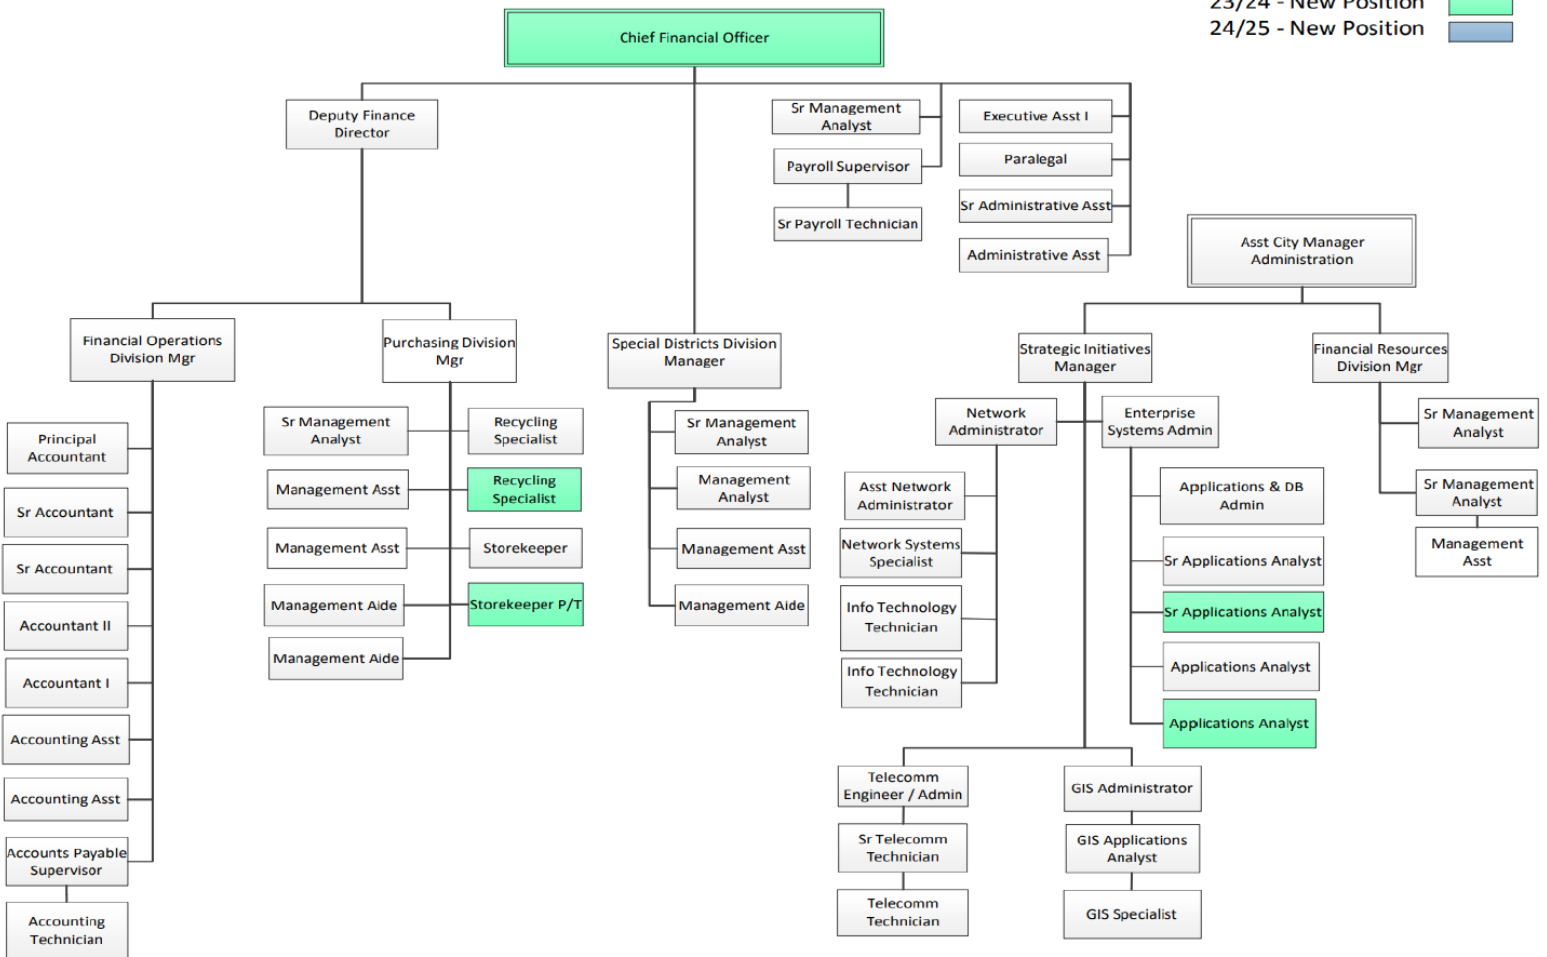 23/24 - New Position
24/25 - New Position
Chief Financial Officer
Deputy Finance
Director
Sr Management
Analyst
Payroll Supervisor
Sr Payroll Technician
Executive Asst I
Paralegal
Sr Administrative Asst
Administrative Asst
Asst City Manager
Administration
Financial Operations
Division Mgr
Purchasing Division
Mgr
Special Districts Division
Manager
Strategic Initiatives
Manager
Financial Resources
Division Mgr
Principal
Accountant
Sr Accountant
Sr Accountant
Accountant II
Accountant I
Accounting Asst
Accounting Asst
Accounts Payable
Supervisor
Accounting
Technician
Sr Management
Analyst
Management Asst
Management Asst
Management Aide
Management Aide
Recycling
Specialist
Recycling
Specialist
Storekeeper
Storekeeper P/T
Sr Management
Analyst
Management
Analyst
Management Asst
Management Aide
Network
Administrator
Enterprise
Systems Admin
Asst Network
Administrator
Network Systems
Specialist
Info Technology
Technician
Info Technology
Technician
Applications & DB
Admin
Sr Applications Analyst
Sr Applications Analyst
Applications Analyst
Applications Analyst
Sr Management
Analyst
Sr Management
Analyst
Management
Asst
Telecomm
Engineer / Admin
Sr Telecomm
Technician
Telecomm
Technician
GIS Administrator
GIS Applications
Analyst
GIS Specialist